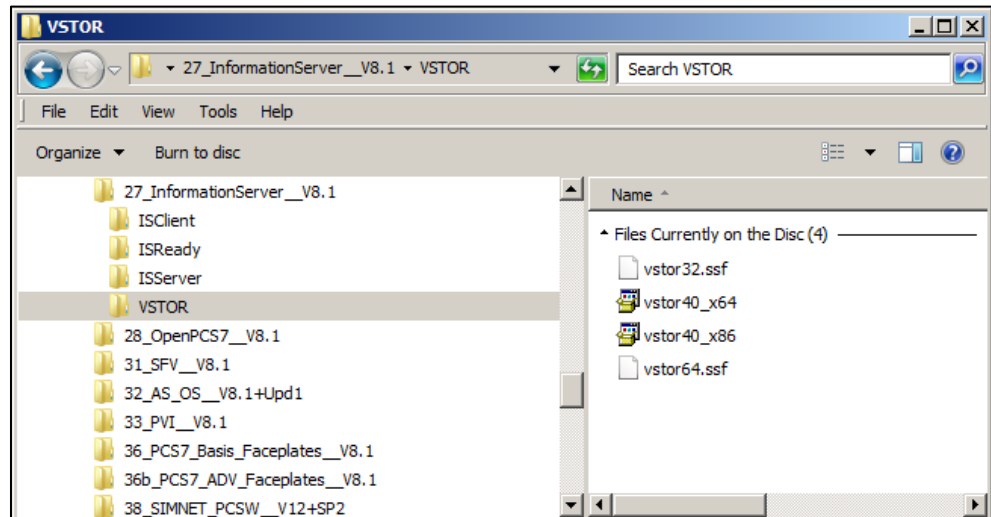 VSTOR
27_InformationServer__V8.1 VSTOR
Search VSTOR
File Edit View Tools Help
Organize Burn to disc
27_InformationServer__V8.1
ISClient
ISReady
ISServer
VSTOR
28_OpenPCS7__V8.1
31_SFV__V8.1
32_AS_OS__V8.1+Upd1
33_PVI__V8.1
36_PCS7_Basis_Faceplates__V8.1
36b_PCS7_ADV_Faceplates__V8.1
38_SIMNET_PCSW__V12+SP2
Name
Files Currently on the Disc (4)
vstor32.ssf
vstor40_x64
vstor40_x86
vstor64.ssf